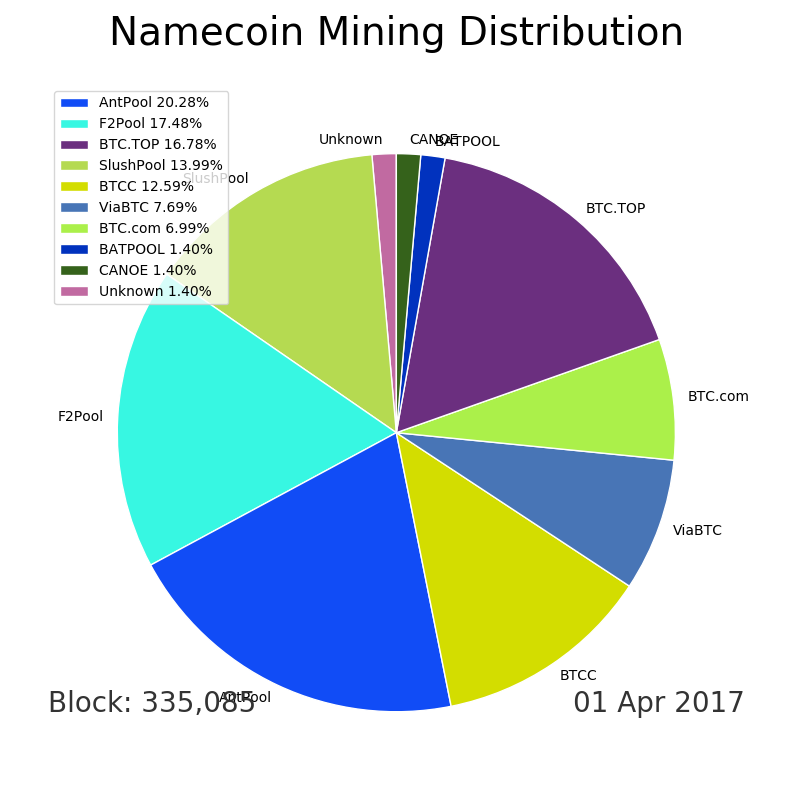 Namecoin Mining Distribution
AntPool 20.28%
F2Pool 17.48%
BTC.TOP 16.78%
SlushPool 13.99%
BTCC 12.59%
ViaBTC 7.69%
BTC.com 6.99%
BATPOOL 1.40%
CANOE 1.40%
Unknown 1.40%
Unknown
CANOE
BATPOOL
SlushPool
BTC.TOP
BTC.com
F2Pool
ViaBTC
BTCC
AntPool
Block: 335,085
01 Apr 2017